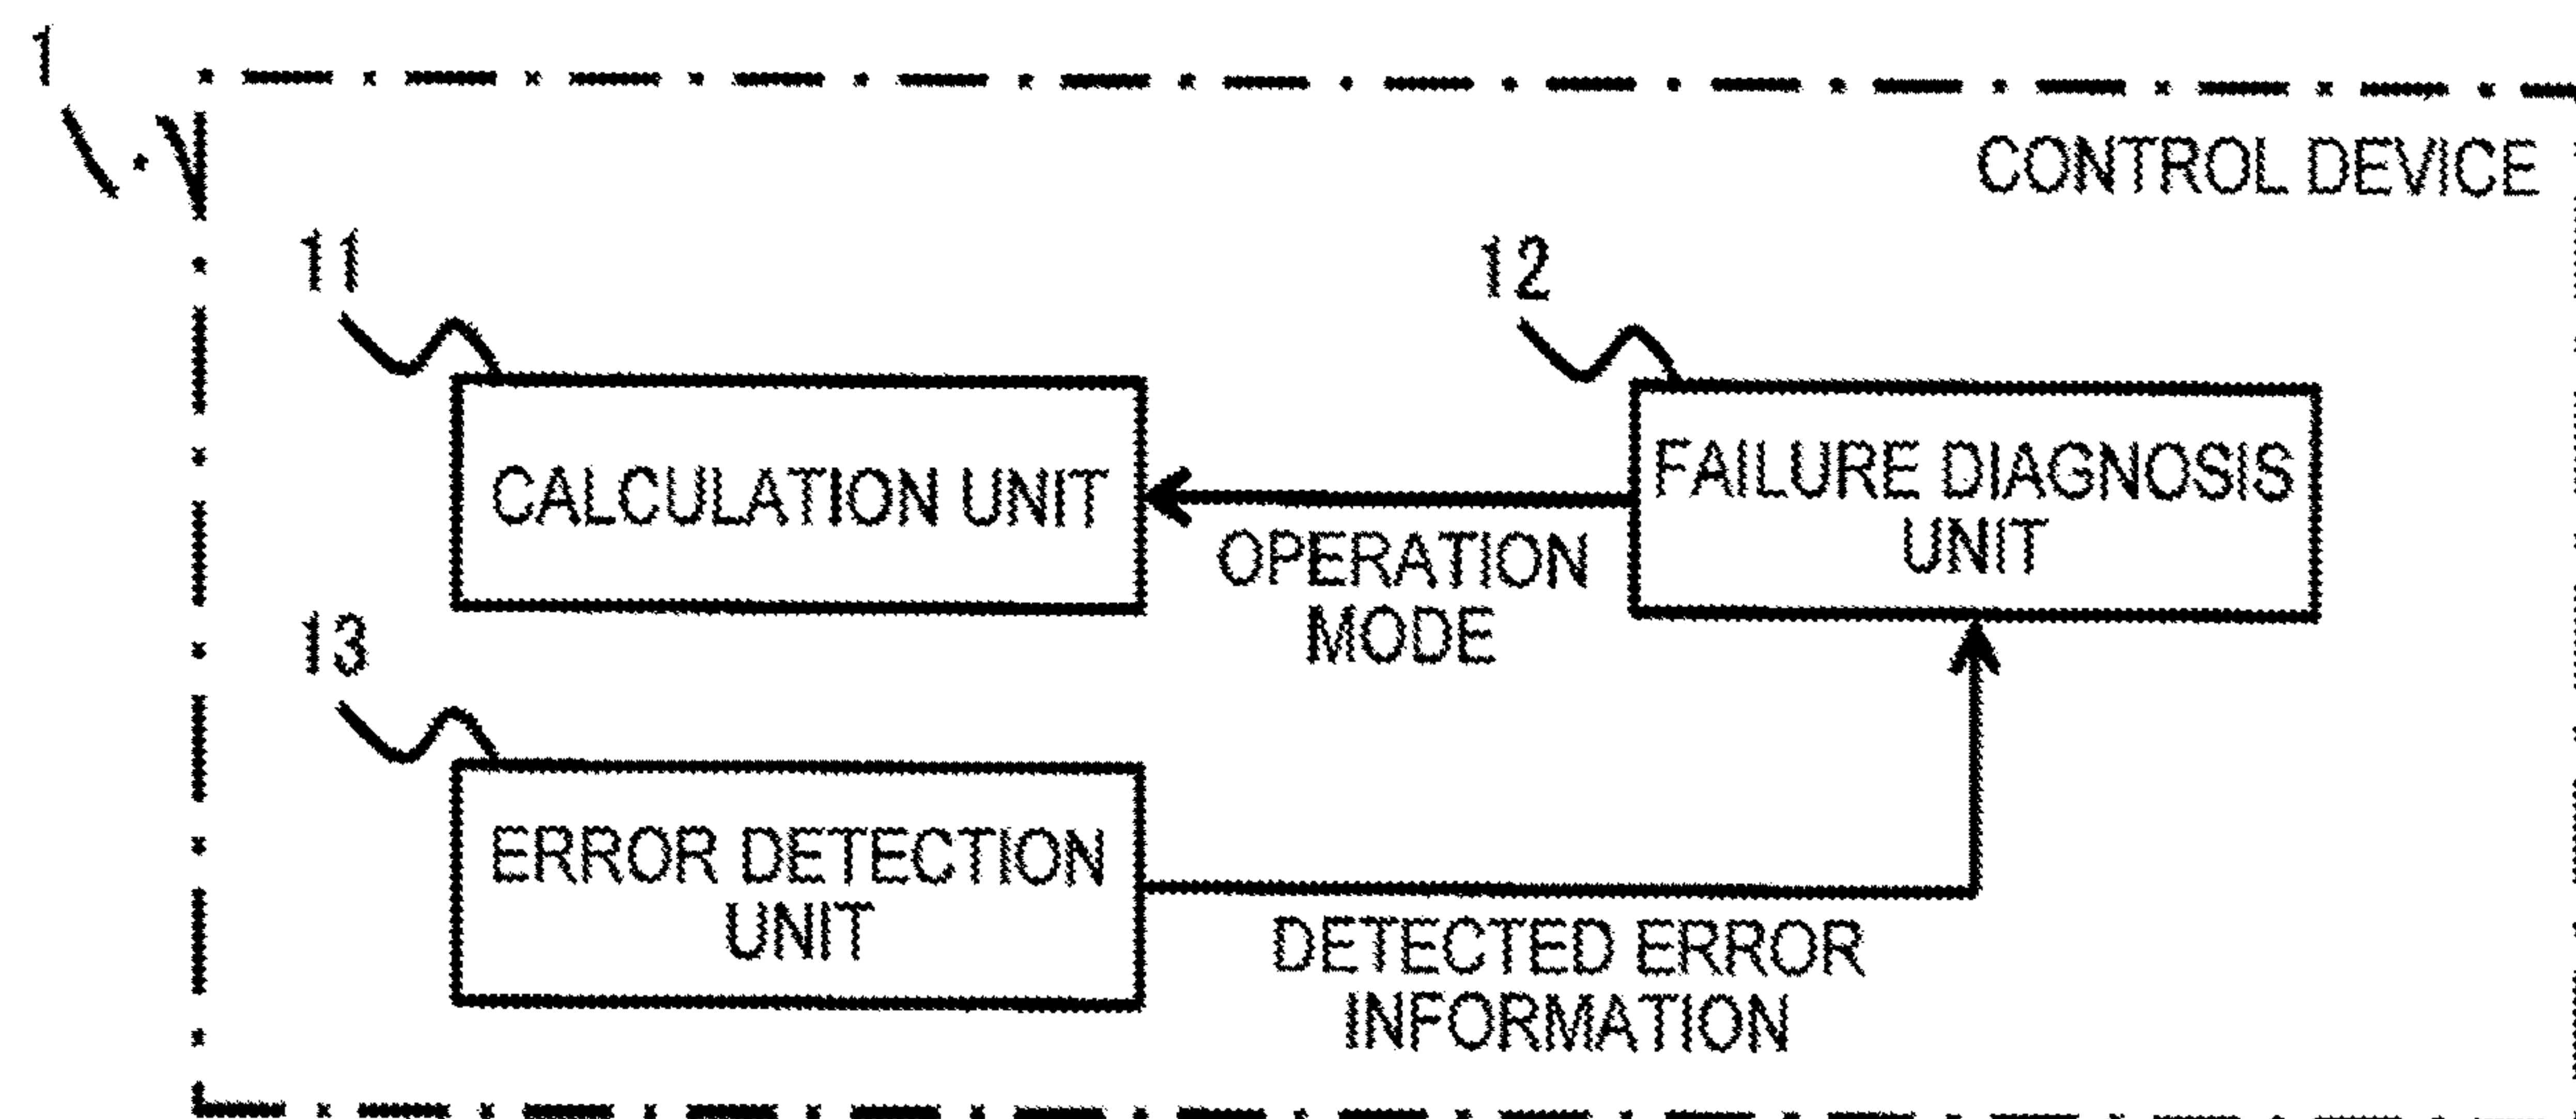 1
CONTROL DEVICE
11
12
CALCULATION UNIT
FAILURE DIAGNOSIS
UNIT
OPERATION
MODE
13
ERROR DETECTION
UNIT
DETECTED ERROR
INFORMATION